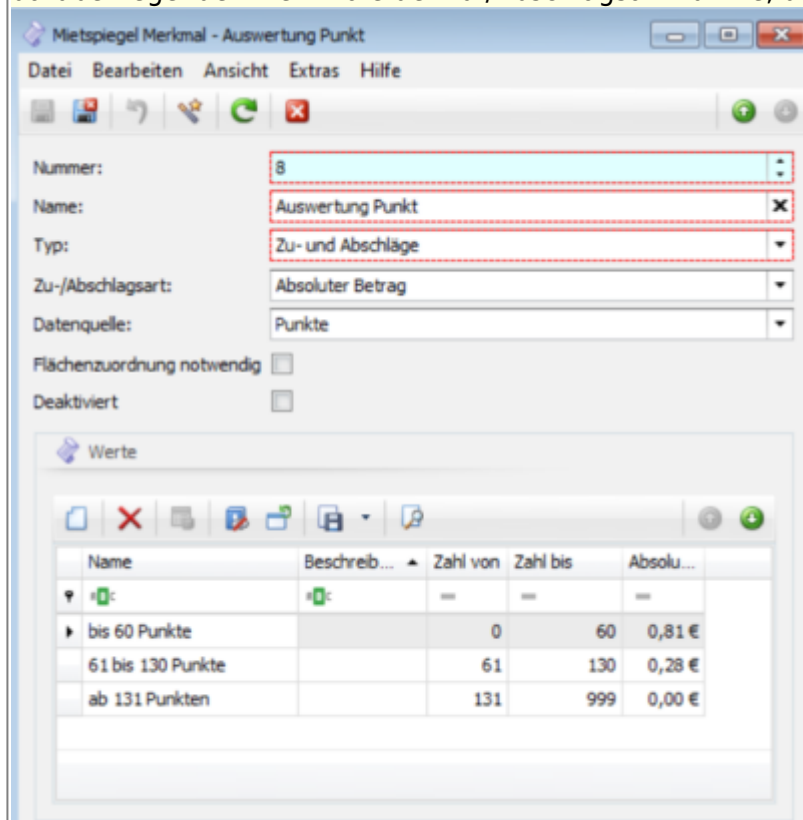 Mietspiegel Merkmal - Auswertung Punkt
Datei Bearbeiten Ansicht Extras Hilfe
Nummer: 8
Name: Auswertung Punkt
Typ: Zu- und Abschläge
Zu-/Abschlagsart: Absoluter Betrag
Datenquelle: Punkte
Flächenzuordnung notwendig
Deaktiviert
Werte
Name Beschreib... Zahl von Zahl bis Absolu...
bis 60 Punkte 0 60 0,81 €
61 bis 130 Punkte 61 130 0,28 €
ab 131 Punkten 131 999 0,00 €